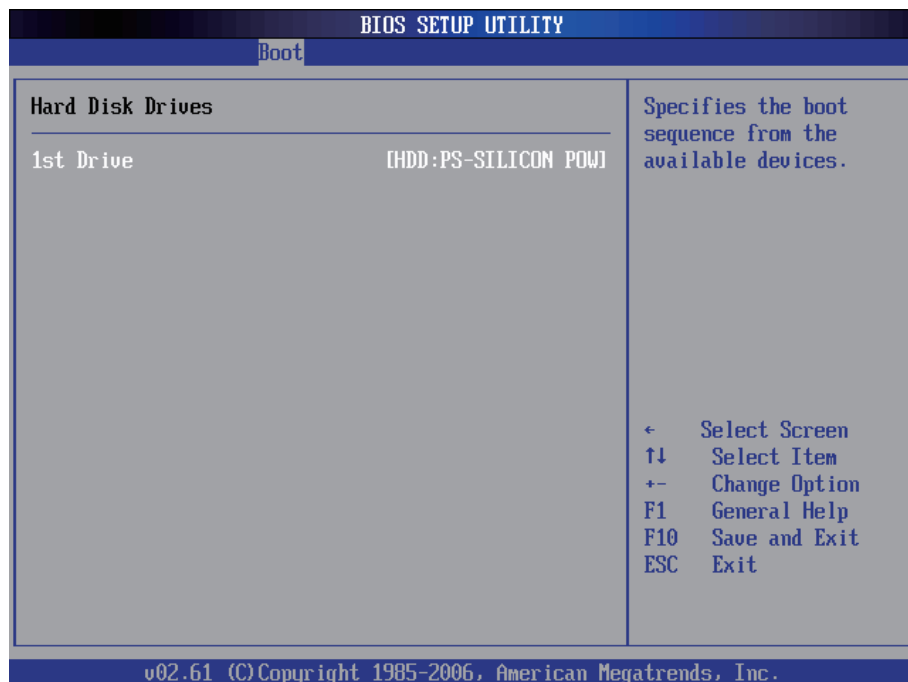 BIOS SETUP UTILITY
Boot
Hard Disk Drives
1st Drive [HDD:PS-SILICON POW]
Specifies the boot
sequence from the
available devices.
← Select Screen
↑↓ Select Item
+- Change Option
F1 General Help
F10 Save and Exit
ESC Exit
v02.61 (C)Copyright 1985-2006, American Megatrends, Inc.